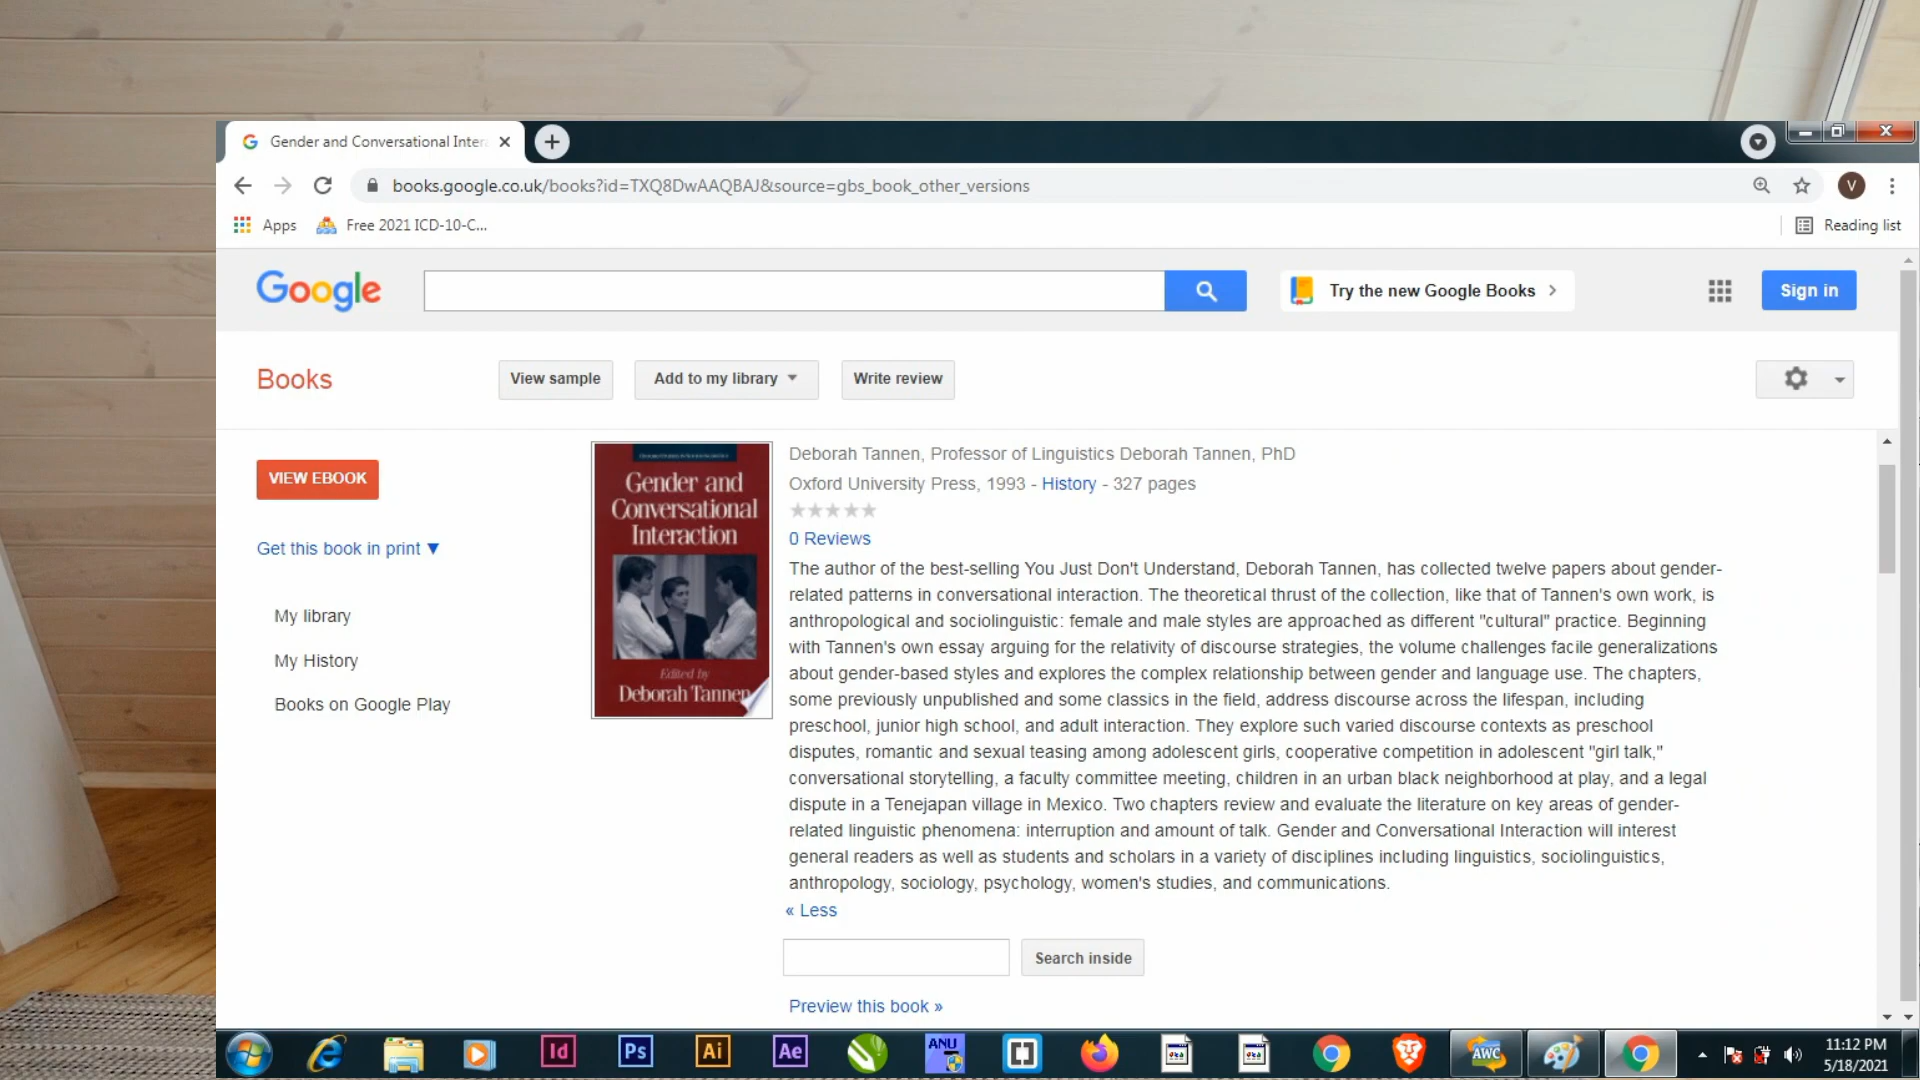 Gender and Conversational Inter
books.google.co.uk/books?id=TXQ8DwAAQBAJ&source=gbs_book_other_versions
V
Apps
Free 2021 ICD-10-C...
Reading list
Google
Try the new Google Books
Sign in
Books
View sample
Add to my library
Write review
VIEW EBOOK
Get this book in print ▼
My library
My History
Books on Google Play
Gender and
Conversational
Interaction
Edited by
Deborah Tannen
Deborah Tannen, Professor of Linguistics Deborah Tannen, PhD
Oxford University Press, 1993 - History - 327 pages
0 Reviews
The author of the best-selling You Just Don't Understand, Deborah Tannen, has collected twelve papers about gender-
related patterns in conversational interaction. The theoretical thrust of the collection, like that of Tannen's own work, is
anthropological and sociolinguistic: female and male styles are approached as different "cultural" practice. Beginning
with Tannen's own essay arguing for the relativity of discourse strategies, the volume challenges facile generalizations
about gender-based styles and explores the complex relationship between gender and language use. The chapters,
some previously unpublished and some classics in the field, address discourse across the lifespan, including
preschool, junior high school, and adult interaction. They explore such varied discourse contexts as preschool
disputes, romantic and sexual teasing among adolescent girls, cooperative competition in adolescent "girl talk,"
conversational storytelling, a faculty committee meeting, children in an urban black neighborhood at play, and a legal
dispute in a Tenejapan village in Mexico. Two chapters review and evaluate the literature on key areas of gender-
related linguistic phenomena: interruption and amount of talk. Gender and Conversational Interaction will interest
general readers as well as students and scholars in a variety of disciplines including linguistics, sociolinguistics,
anthropology, sociology, psychology, women's studies, and communications.
« Less
Search inside
Preview this book »
Id
Ps
Ai
Ae
ANU
AWC
11:12 PM
5/18/2021